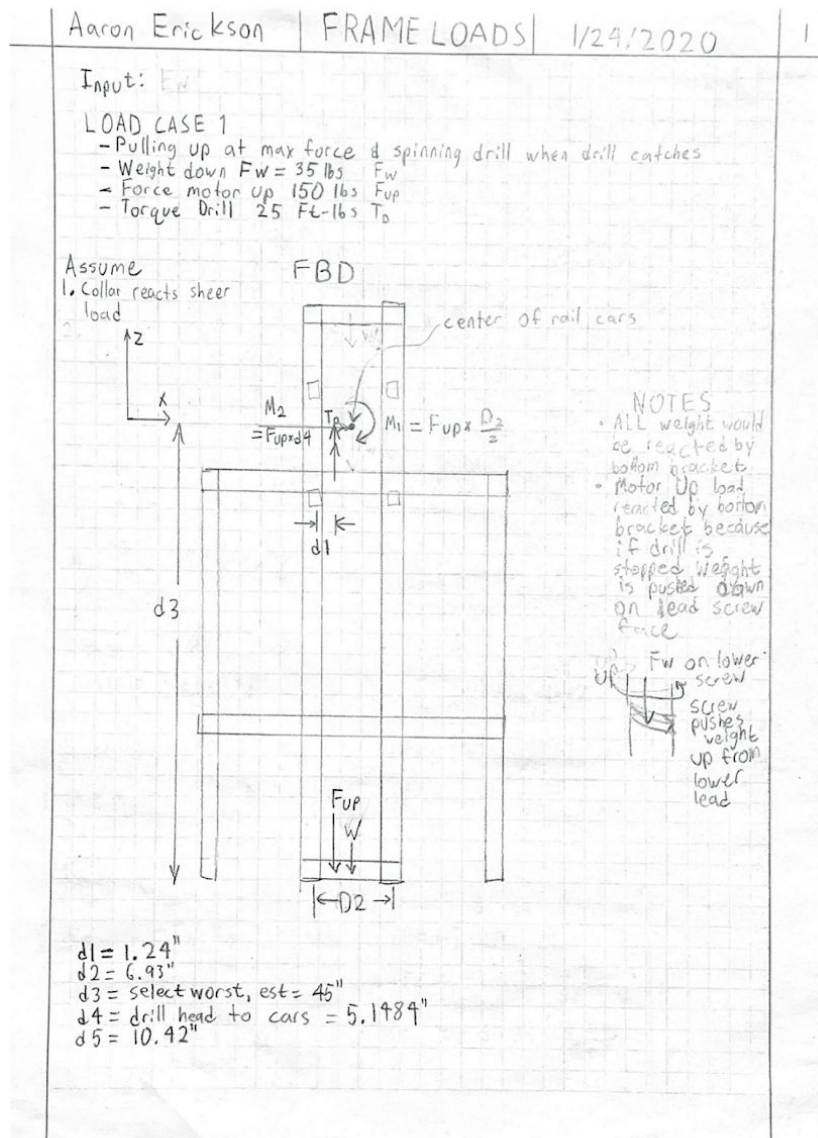 Aaron Erickson FRAME LOADS 1/24/2020 1
Input: Fw
LOAD CASE 1
- Pulling up at max force & spinning drill when drill catches
- Weight down Fw = 35 lbs Fw
- Force motor up 150 lbs Fup
- Torque Drill 25 Ft-lbs TD
Assume
1. Collar reacts sheer
load
2.
FBD
center of rail cars
Z
X
M2
= Fup x d4
TD
M1 = Fup x D2/2
d1
d3
Fup
W
D2
NOTES
• ALL weight would
be reacted by
bottom bracket
• Motor Up load
reacted by bottom
bracket because
if drill is
stopped weight
is pusted down
on lead screw
face
Fw on lower
screw
UP
screw
pushes
weight
up from
lower
lead
d1 = 1.24"
d2 = 6.93"
d3 = select worst, est = 45"
d4 = drill head to cars = 5.1484"
d5 = 10.42"